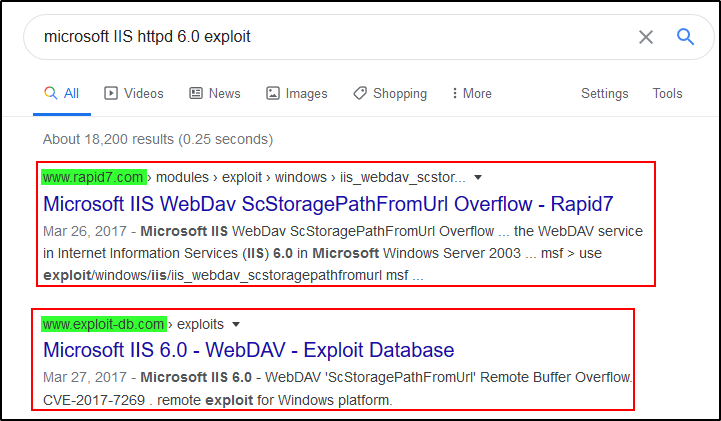 microsoft IIS httpd 6.0 exploit
All Videos News Images Shopping More Settings Tools
About 18,200 results (0.25 seconds)
www.rapid7.com › modules › exploit › windows › iis_webdav_scstor...
Microsoft IIS WebDav ScStoragePathFromUrl Overflow - Rapid7
Mar 26, 2017 - Microsoft IIS WebDav ScStoragePathFromUrl Overflow ... the WebDAV service
in Internet Information Services (IIS) 6.0 in Microsoft Windows Server 2003 ... msf > use
exploit/windows/iis/iis_webdav_scstoragepathfromurl msf ...
www.exploit-db.com › exploits
Microsoft IIS 6.0 - WebDAV - Exploit Database
Mar 27, 2017 - Microsoft IIS 6.0 - WebDAV 'ScStoragePathFromUrl' Remote Buffer Overflow.
CVE-2017-7269 . remote exploit for Windows platform.